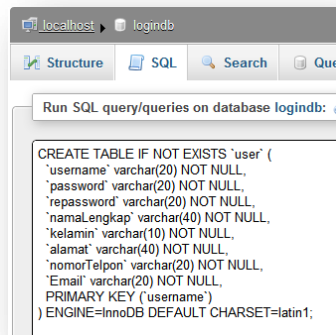 localhost logindb
Structure SQL Search
Run SQL query/queries on database logindb:
CREATE TABLE IF NOT EXISTS `user` (
`username` varchar(20) NOT NULL,
`password` varchar(20) NOT NULL,
`repassword` varchar(20) NOT NULL,
`namaLengkap` varchar(40) NOT NULL,
`kelamin` varchar(10) NOT NULL,
`alamat` varchar(40) NOT NULL,
`nomorTelpon` varchar(20) NOT NULL,
`Email` varchar(20) NOT NULL,
PRIMARY KEY (`username`)
) ENGINE=InnoDB DEFAULT CHARSET=latin1;